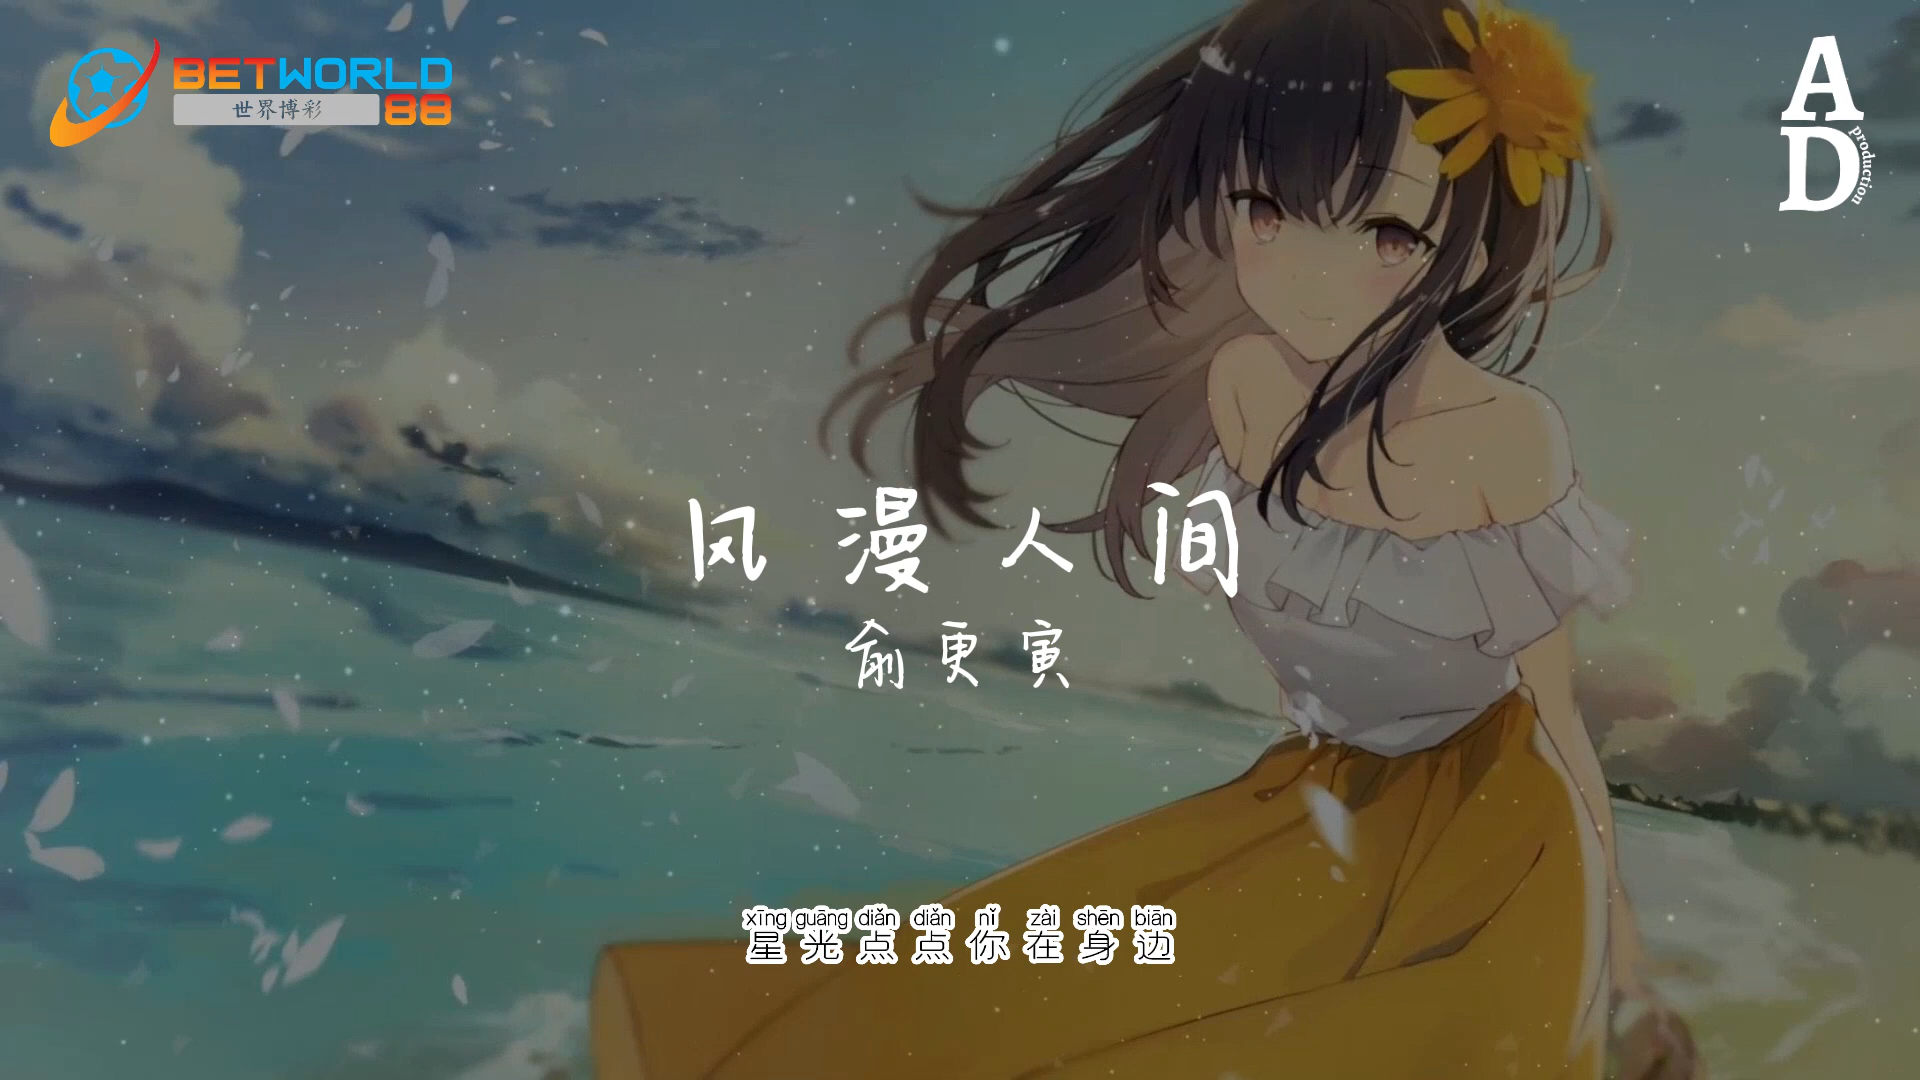 BETWORLD
世界博彩 88
AD
production
风漫人间
俞更寅
xīng guāng diǎn diǎn nǐ zài shēn biān
星光点点你在身边